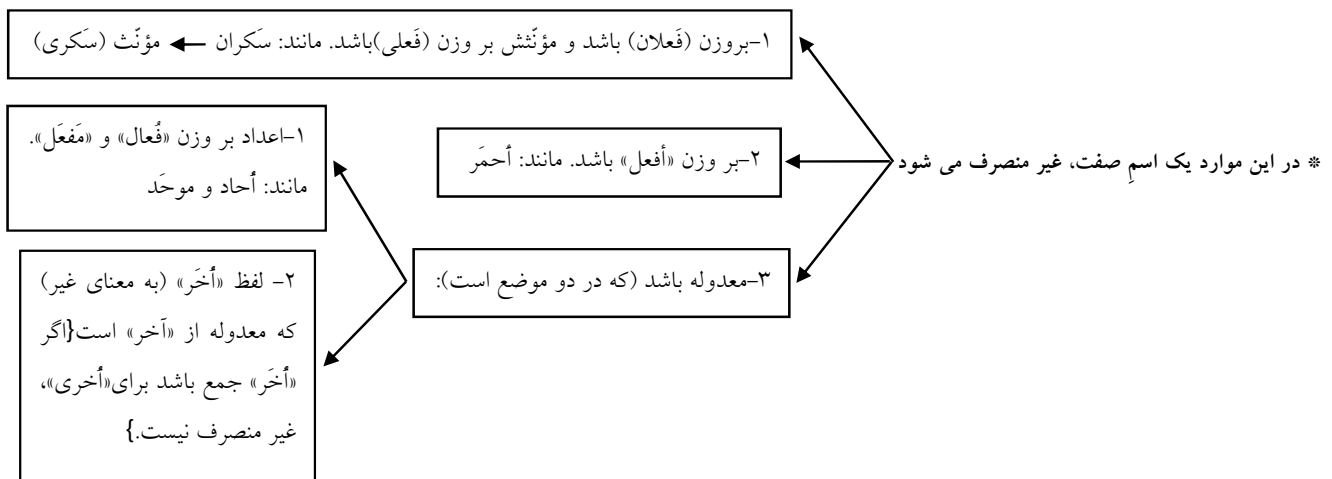 * در این موارد یک اسمِ صفت، غیر منصرف می شود
۱-بروزن (فَعلان) باشد و مؤنّثش بر وزن (فَعلی)باشد. مانند: سَکران ← مؤنّث (سَکری)
۲-بر وزن «أفعل» باشد. مانند: أحمَر
۳-معدوله باشد (که در دو موضع است):
۱-اعداد بر وزن «فُعال» و «مَفعَل».
مانند: أحاد و موحَد
۲- لفظ «أُخَر» (به معنای غیر)
که معدوله از «آخر» است{اگر
«أُخَر» جمع باشد برای«أُخری»،
غیر منصرف نیست.}